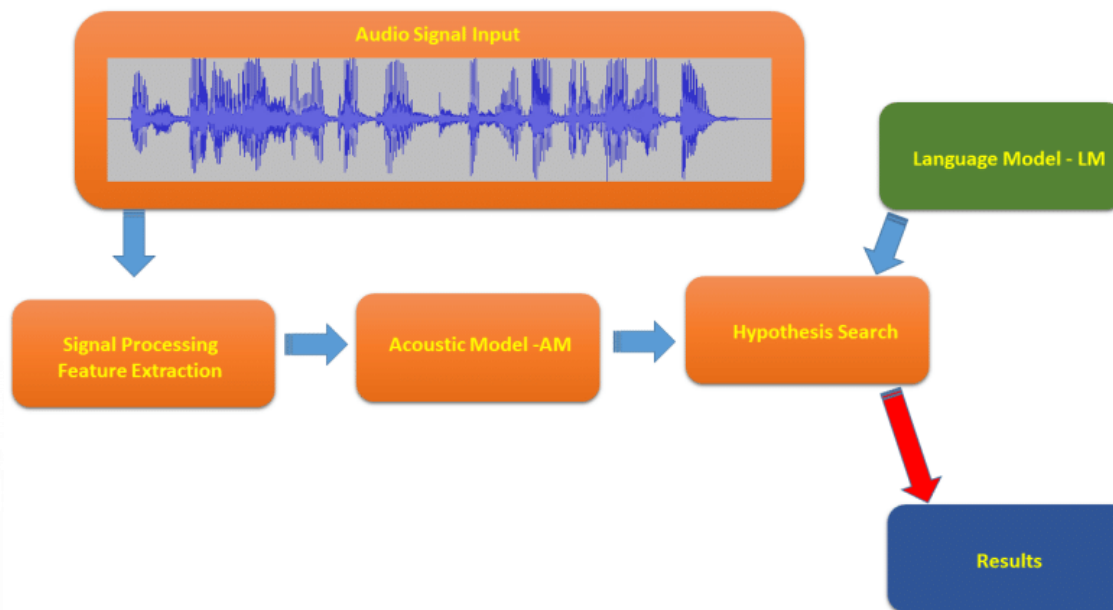 Audio Signal Input
Language Model - LM
Signal Processing
Feature Extraction
Acoustic Model -AM
Hypothesis Search
Results